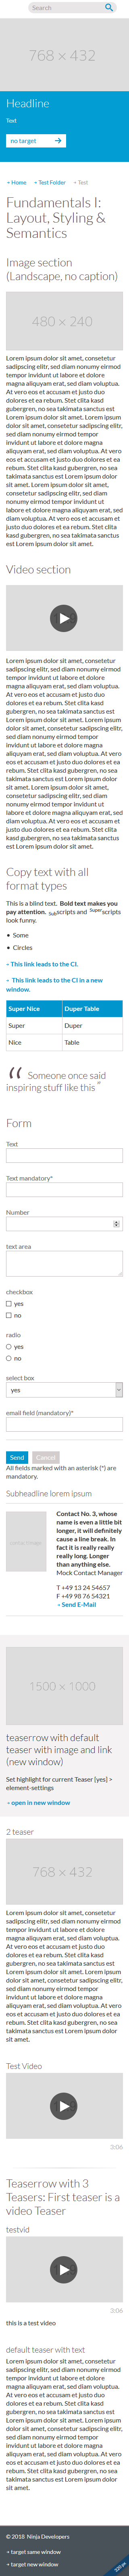 Search
768 × 432
Headline
Text
no target
Home
Test Folder
Test
Fundamentals I:
Layout, Styling &
Semantics
Image section
(Landscape, no caption)
480 × 240
Lorem ipsum dolor sit amet, consetetur
sadipscing elitr, sed diam nonumy eirmod
tempor invidunt ut labore et dolore
magna aliquyam erat, sed diam voluptua.
At vero eos et accusam et justo duo
dolores et ea rebum. Stet clita kasd
gubergren, no sea takimata sanctus est
Lorem ipsum dolor sit amet. Lorem ipsum
dolor sit amet, consetetur sadipscing elitr,
sed diam nonumy eirmod tempor
invidunt ut labore et dolore magna
aliquyam erat, sed diam voluptua. At vero
eos et accusam et justo duo dolores et ea
rebum. Stet clita kasd gubergren, no sea
takimata sanctus est Lorem ipsum dolor
sit amet. Lorem ipsum dolor sit amet,
consetetur sadipscing elitr, sed diam
nonumy eirmod tempor invidunt ut
labore et dolore magna aliquyam erat, sed
diam voluptua. At vero eos et accusam et
justo duo dolores et ea rebum. Stet clita
kasd gubergren, no sea takimata sanctus
est Lorem ipsum dolor sit amet.
Video section
Lorem ipsum dolor sit amet, consetetur
sadipscing elitr, sed diam nonumy eirmod
tempor invidunt ut labore et dolore
magna aliquyam erat, sed diam voluptua.
At vero eos et accusam et justo duo
dolores et ea rebum. Stet clita kasd
gubergren, no sea takimata sanctus est
Lorem ipsum dolor sit amet. Lorem ipsum
dolor sit amet, consetetur sadipscing elitr,
sed diam nonumy eirmod tempor
invidunt ut labore et dolore magna
aliquyam erat, sed diam voluptua. At vero
eos et accusam et justo duo dolores et ea
rebum. Stet clita kasd gubergren, no sea
takimata sanctus est Lorem ipsum dolor
sit amet. Lorem ipsum dolor sit amet,
consetetur sadipscing elitr, sed diam
nonumy eirmod tempor invidunt ut
labore et dolore magna aliquyam erat, sed
diam voluptua. At vero eos et accusam et
justo duo dolores et ea rebum. Stet clita
kasd gubergren, no sea takimata sanctus
est Lorem ipsum dolor sit amet.
Copy text with all
format types
This is a blind text. Bold text makes you
pay attention. Subscripts and Superscripts
look funny.
• Some
• Circles
This link leads to the CI.
This link leads to the CI in a new
window.
Super Nice Duper Table
Super Duper
Nice Table
“ Someone once said
inspiring stuff like this ”
Form
Text
Text mandatory*
Number
text area
checkbox
yes
no
radio
yes
no
select box
yes
email field (mandatory)*
Send Cancel
All fields marked with an asterisk (*) are
mandatory.
Subheadline lorem ipsum
Contact No. 3, whose
name is even a little bit
longer, it will definitely
cause a line break. In
fact it is really really
really long. Longer
than anything else.
Mock Contact Manager
T +49 13 24 54657
F +49 98 76 54321
Send E-Mail
1500 × 1000
teaserrow with default
teaser with image and link
(new window)
Set highlight for current Teaser [yes] >
element-settings
open in new window
2 teaser
768 × 432
Lorem ipsum dolor sit amet, consetetur
sadipscing elitr, sed diam nonumy eirmod
tempor invidunt ut labore et dolore
magna aliquyam erat, sed diam voluptua.
At vero eos et accusam et justo duo
dolores et ea rebum. Stet clita kasd
gubergren, no sea takimata sanctus est
Lorem ipsum dolor sit amet. Lorem ipsum
dolor sit amet, consetetur sadipscing elitr,
sed diam nonumy eirmod tempor
invidunt ut labore et dolore magna
aliquyam erat, sed diam voluptua. At vero
eos et accusam et justo duo dolores et ea
rebum. Stet clita kasd gubergren, no sea
takimata sanctus est Lorem ipsum dolor
sit amet.
Test Video
3:06
Teaserrow with 3
Teasers: First teaser is a
video Teaser
testvid
3:06
this is a test video
default teaser with text
Lorem ipsum dolor sit amet, consetetur
sadipscing elitr, sed diam nonumy eirmod
tempor invidunt ut labore et dolore
magna aliquyam erat, sed diam voluptua.
At vero eos et accusam et justo duo
dolores et ea rebum. Stet clita kasd
gubergren, no sea takimata sanctus est
Lorem ipsum dolor sit amet. Lorem ipsum
dolor sit amet, consetetur sadipscing elitr,
sed diam nonumy eirmod tempor
invidunt ut labore et dolore magna
aliquyam erat, sed diam voluptua. At vero
eos et accusam et justo duo dolores et ea
rebum. Stet clita kasd gubergren, no sea
takimata sanctus est Lorem ipsum dolor
sit amet.
© 2018 Ninja Developers
target same window
target new window
320 px